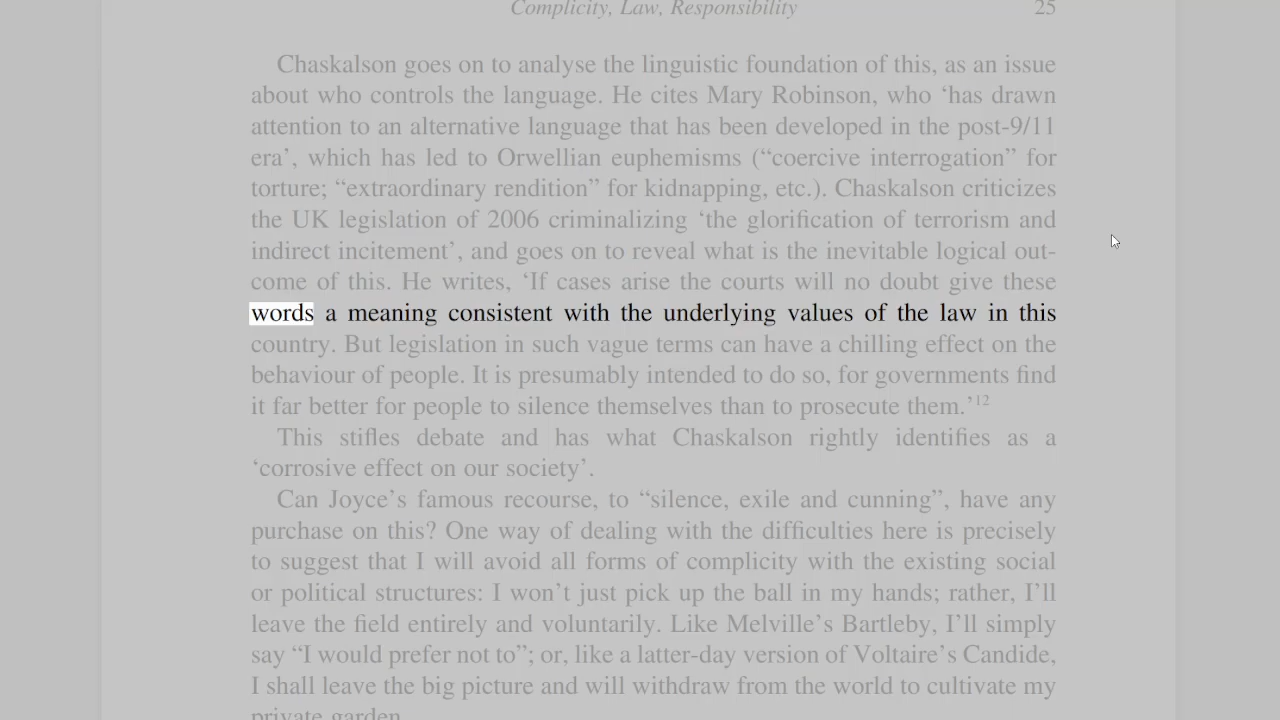 Complicity, Law, Responsibility 25
Chaskalson goes on to analyse the linguistic foundation of this, as an issue
about who controls the language. He cites Mary Robinson, who ‘has drawn
attention to an alternative language that has been developed in the post-9/11
era’, which has led to Orwellian euphemisms (“coercive interrogation” for
torture; “extraordinary rendition” for kidnapping, etc.). Chaskalson criticizes
the UK legislation of 2006 criminalizing ‘the glorification of terrorism and
indirect incitement’, and goes on to reveal what is the inevitable logical out-
come of this. He writes, ‘If cases arise the courts will no doubt give these
words a meaning consistent with the underlying values of the law in this
country. But legislation in such vague terms can have a chilling effect on the
behaviour of people. It is presumably intended to do so, for governments find
it far better for people to silence themselves than to prosecute them.’12
This stifles debate and has what Chaskalson rightly identifies as a
‘corrosive effect on our society’.
Can Joyce’s famous recourse, to “silence, exile and cunning”, have any
purchase on this? One way of dealing with the difficulties here is precisely
to suggest that I will avoid all forms of complicity with the existing social
or political structures: I won’t just pick up the ball in my hands; rather, I’ll
leave the field entirely and voluntarily. Like Melville’s Bartleby, I’ll simply
say “I would prefer not to”; or, like a latter-day version of Voltaire’s Candide,
I shall leave the big picture and will withdraw from the world to cultivate my
private garden.